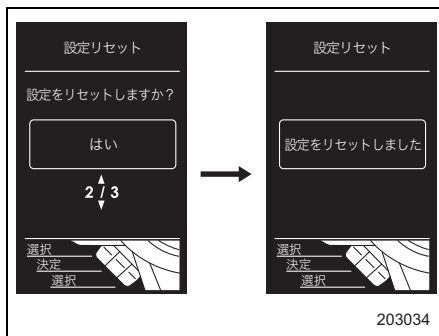 設定リセット
設定をリセットしますか？
はい
2/3
選択
決定
選択
設定リセット
設定をリセットしました
選択
決定
選択
203034